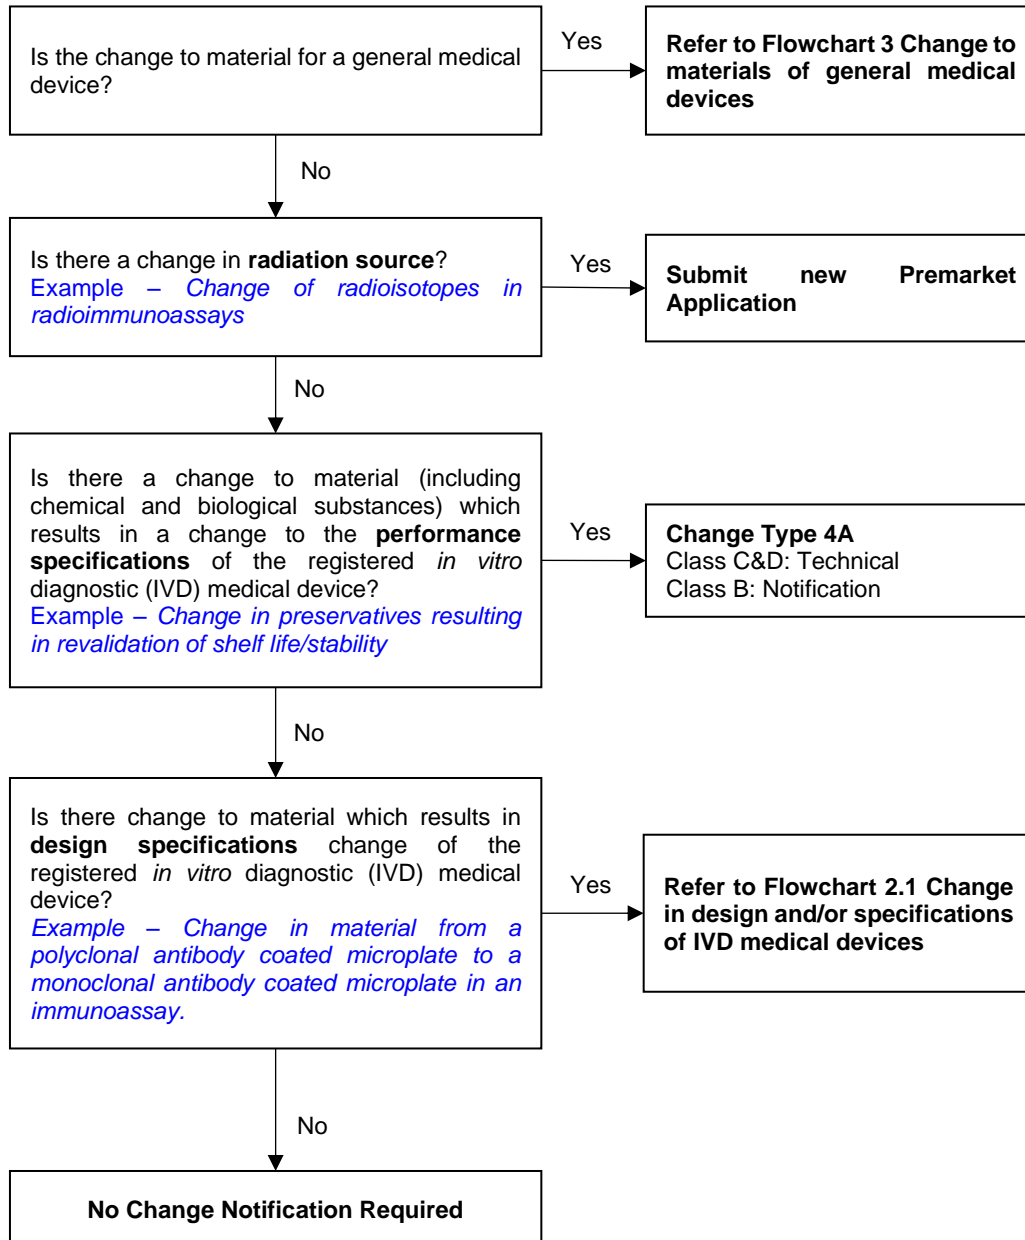 Is the change to material for a general medical
device?
Yes
Refer to Flowchart 3 Change to
materials of general medical
devices
No
Is there a change in radiation source?
Example – Change of radioisotopes in
radioimmunoassays
Yes
Submit new Premarket
Application
No
Is there a change to material (including
chemical and biological substances) which
results in a change to the performance
specifications of the registered in vitro
diagnostic (IVD) medical device?
Example – Change in preservatives resulting
in revalidation of shelf life/stability
Yes
Change Type 4A
Class C&D: Technical
Class B: Notification
No
Is there change to material which results in
design specifications change of the
registered in vitro diagnostic (IVD) medical
device?
Example – Change in material from a
polyclonal antibody coated microplate to a
monoclonal antibody coated microplate in an
immunoassay.
Yes
Refer to Flowchart 2.1 Change
in design and/or specifications
of IVD medical devices
No
No Change Notification Required